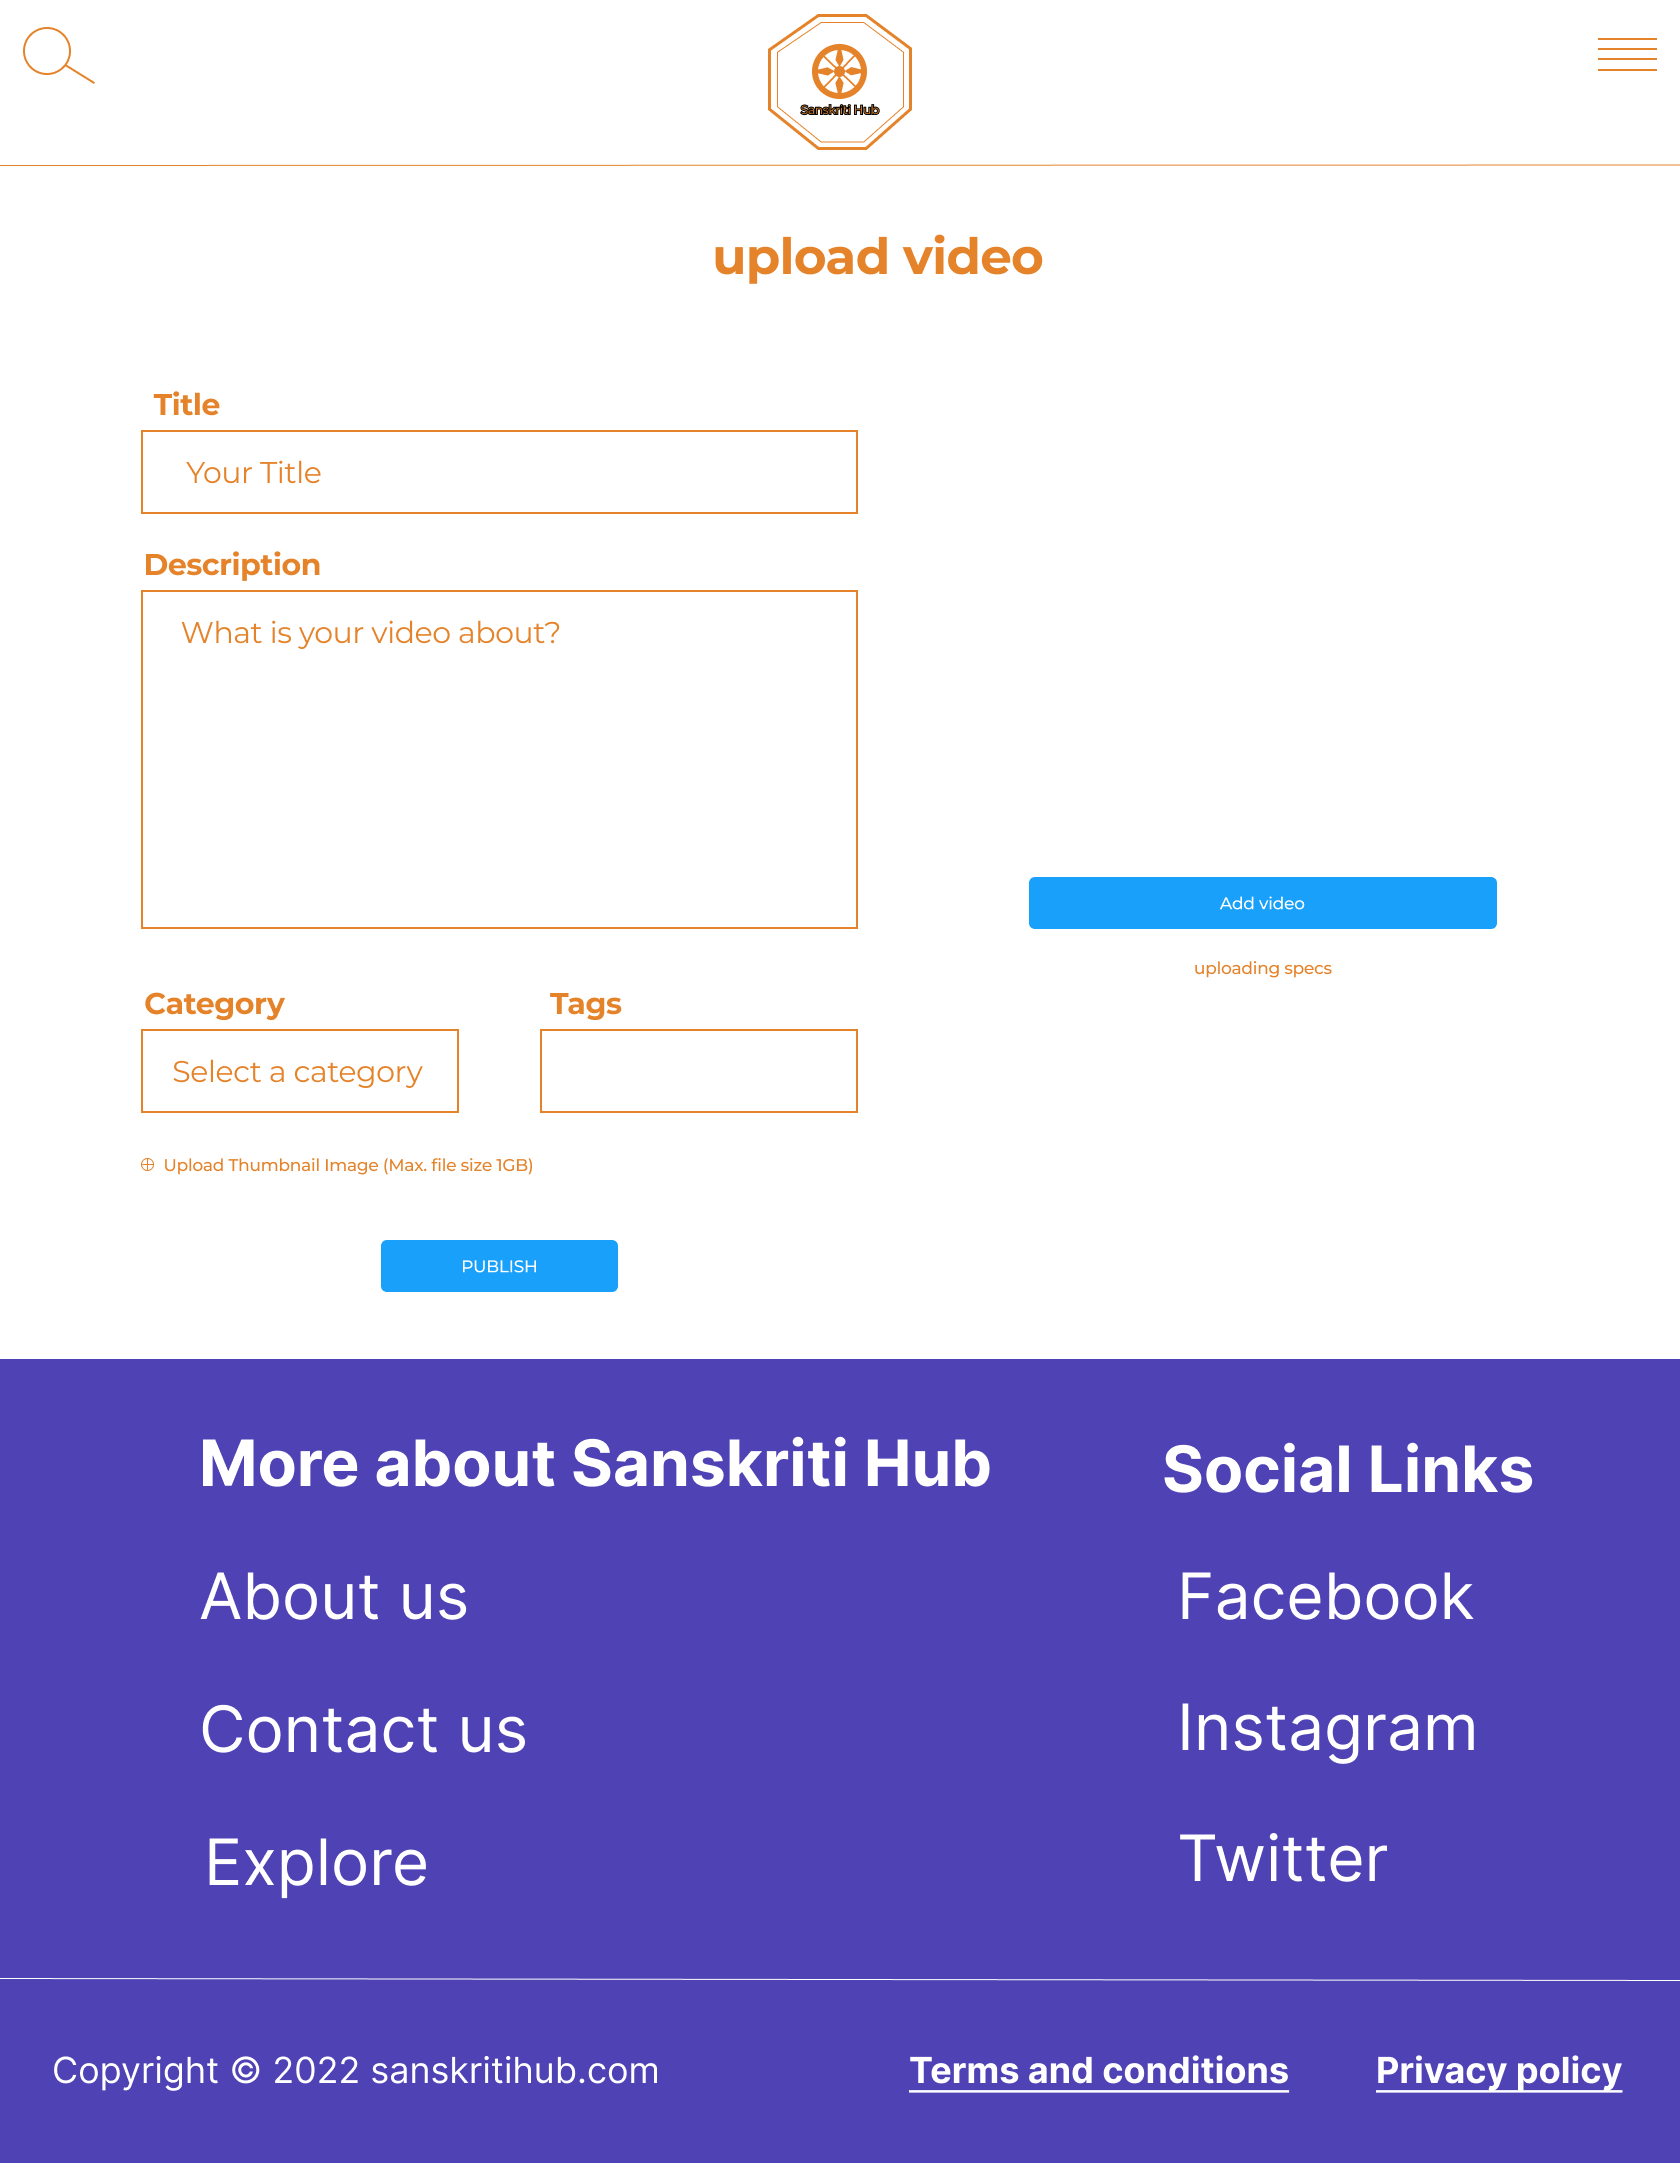 Sanskriti Hub
upload video
Title
Your Title
Description
What is your video about?
Add video
uploading specs
Category
Tags
Select a category
Upload Thumbnail Image (Max. file size 1GB)
PUBLISH
More about Sanskriti Hub
Social Links
About us
Facebook
Contact us
Instagram
Explore
Twitter
Copyright © 2022 sanskritihub.com
Terms and conditions
Privacy policy